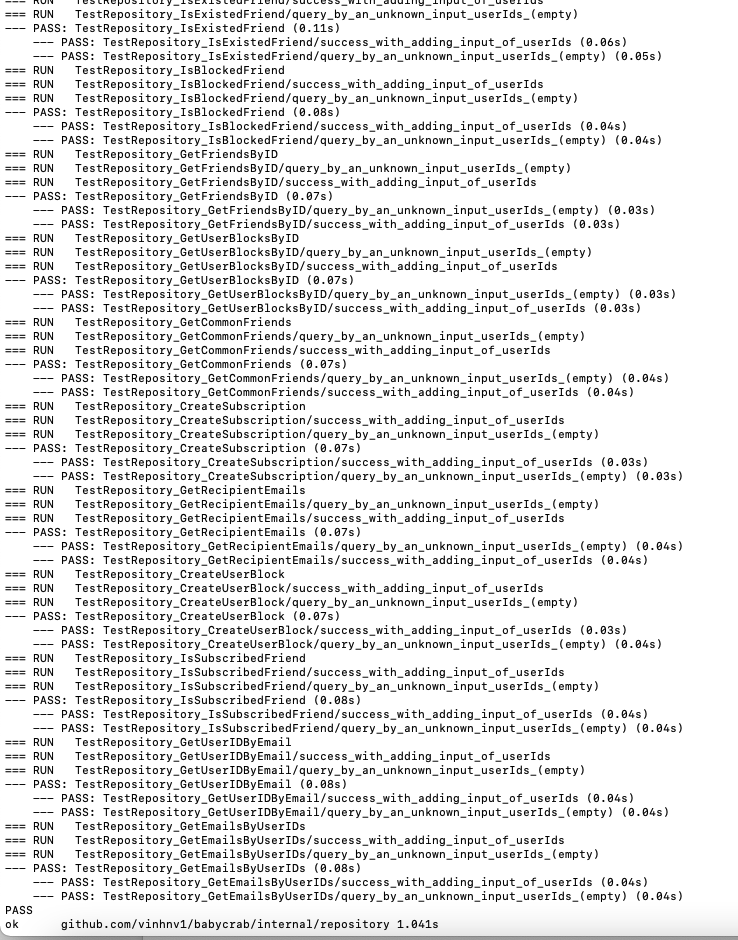 === RUN   TestRepository_IsExistedFriend/success_with_adding_input_of_userIds
=== RUN   TestRepository_IsExistedFriend/query_by_an_unknown_input_userIds_(empty)
--- PASS: TestRepository_IsExistedFriend (0.11s)
    --- PASS: TestRepository_IsExistedFriend/success_with_adding_input_of_userIds (0.06s)
    --- PASS: TestRepository_IsExistedFriend/query_by_an_unknown_input_userIds_(empty) (0.05s)
=== RUN   TestRepository_IsBlockedFriend
=== RUN   TestRepository_IsBlockedFriend/success_with_adding_input_of_userIds
=== RUN   TestRepository_IsBlockedFriend/query_by_an_unknown_input_userIds_(empty)
--- PASS: TestRepository_IsBlockedFriend (0.08s)
    --- PASS: TestRepository_IsBlockedFriend/success_with_adding_input_of_userIds (0.04s)
    --- PASS: TestRepository_IsBlockedFriend/query_by_an_unknown_input_userIds_(empty) (0.04s)
=== RUN   TestRepository_GetFriendsByID
=== RUN   TestRepository_GetFriendsByID/query_by_an_unknown_input_userIds_(empty)
=== RUN   TestRepository_GetFriendsByID/success_with_adding_input_of_userIds
--- PASS: TestRepository_GetFriendsByID (0.07s)
    --- PASS: TestRepository_GetFriendsByID/query_by_an_unknown_input_userIds_(empty) (0.03s)
    --- PASS: TestRepository_GetFriendsByID/success_with_adding_input_of_userIds (0.03s)
=== RUN   TestRepository_GetUserBlocksByID
=== RUN   TestRepository_GetUserBlocksByID/query_by_an_unknown_input_userIds_(empty)
=== RUN   TestRepository_GetUserBlocksByID/success_with_adding_input_of_userIds
--- PASS: TestRepository_GetUserBlocksByID (0.07s)
    --- PASS: TestRepository_GetUserBlocksByID/query_by_an_unknown_input_userIds_(empty) (0.03s)
    --- PASS: TestRepository_GetUserBlocksByID/success_with_adding_input_of_userIds (0.03s)
=== RUN   TestRepository_GetCommonFriends
=== RUN   TestRepository_GetCommonFriends/query_by_an_unknown_input_userIds_(empty)
=== RUN   TestRepository_GetCommonFriends/success_with_adding_input_of_userIds
--- PASS: TestRepository_GetCommonFriends (0.07s)
    --- PASS: TestRepository_GetCommonFriends/query_by_an_unknown_input_userIds_(empty) (0.04s)
    --- PASS: TestRepository_GetCommonFriends/success_with_adding_input_of_userIds (0.04s)
=== RUN   TestRepository_CreateSubscription
=== RUN   TestRepository_CreateSubscription/success_with_adding_input_of_userIds
=== RUN   TestRepository_CreateSubscription/query_by_an_unknown_input_userIds_(empty)
--- PASS: TestRepository_CreateSubscription (0.07s)
    --- PASS: TestRepository_CreateSubscription/success_with_adding_input_of_userIds (0.03s)
    --- PASS: TestRepository_CreateSubscription/query_by_an_unknown_input_userIds_(empty) (0.03s)
=== RUN   TestRepository_GetRecipientEmails
=== RUN   TestRepository_GetRecipientEmails/query_by_an_unknown_input_userIds_(empty)
=== RUN   TestRepository_GetRecipientEmails/success_with_adding_input_of_userIds
--- PASS: TestRepository_GetRecipientEmails (0.07s)
    --- PASS: TestRepository_GetRecipientEmails/query_by_an_unknown_input_userIds_(empty) (0.04s)
    --- PASS: TestRepository_GetRecipientEmails/success_with_adding_input_of_userIds (0.04s)
=== RUN   TestRepository_CreateUserBlock
=== RUN   TestRepository_CreateUserBlock/success_with_adding_input_of_userIds
=== RUN   TestRepository_CreateUserBlock/query_by_an_unknown_input_userIds_(empty)
--- PASS: TestRepository_CreateUserBlock (0.07s)
    --- PASS: TestRepository_CreateUserBlock/success_with_adding_input_of_userIds (0.03s)
    --- PASS: TestRepository_CreateUserBlock/query_by_an_unknown_input_userIds_(empty) (0.04s)
=== RUN   TestRepository_IsSubscribedFriend
=== RUN   TestRepository_IsSubscribedFriend/success_with_adding_input_of_userIds
=== RUN   TestRepository_IsSubscribedFriend/query_by_an_unknown_input_userIds_(empty)
--- PASS: TestRepository_IsSubscribedFriend (0.08s)
    --- PASS: TestRepository_IsSubscribedFriend/success_with_adding_input_of_userIds (0.04s)
    --- PASS: TestRepository_IsSubscribedFriend/query_by_an_unknown_input_userIds_(empty) (0.04s)
=== RUN   TestRepository_GetUserIDByEmail
=== RUN   TestRepository_GetUserIDByEmail/success_with_adding_input_of_userIds
=== RUN   TestRepository_GetUserIDByEmail/query_by_an_unknown_input_userIds_(empty)
--- PASS: TestRepository_GetUserIDByEmail (0.08s)
    --- PASS: TestRepository_GetUserIDByEmail/success_with_adding_input_of_userIds (0.04s)
    --- PASS: TestRepository_GetUserIDByEmail/query_by_an_unknown_input_userIds_(empty) (0.04s)
=== RUN   TestRepository_GetEmailsByUserIDs
=== RUN   TestRepository_GetEmailsByUserIDs/success_with_adding_input_of_userIds
=== RUN   TestRepository_GetEmailsByUserIDs/query_by_an_unknown_input_userIds_(empty)
--- PASS: TestRepository_GetEmailsByUserIDs (0.08s)
    --- PASS: TestRepository_GetEmailsByUserIDs/success_with_adding_input_of_userIds (0.04s)
    --- PASS: TestRepository_GetEmailsByUserIDs/query_by_an_unknown_input_userIds_(empty) (0.04s)
PASS
ok      github.com/vinhnv1/babycrab/internal/repository 1.041s